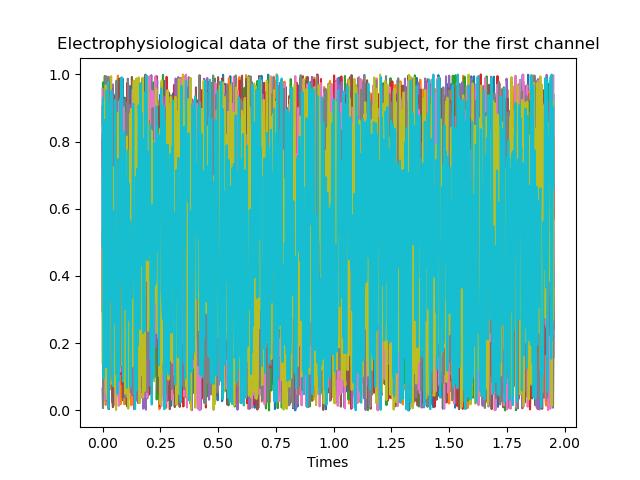 Electrophysiological data of the first subject, for the first channel
1.0
0.8
0.6
0.4
0.2
0.0
0.00 0.25 0.50 0.75 1.00 1.25 1.50 1.75 2.00
Times